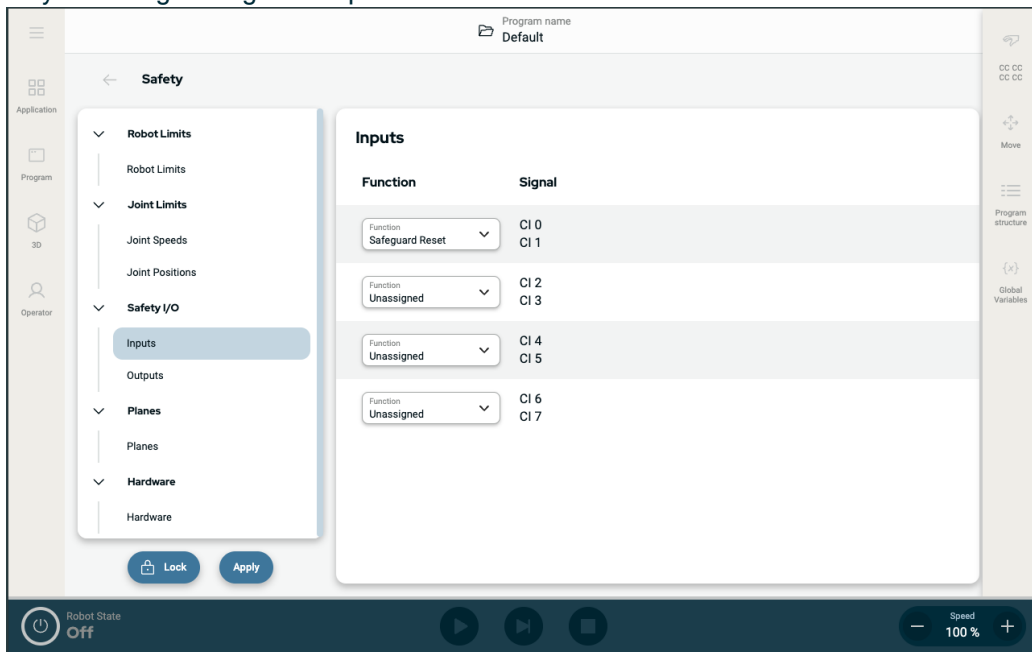 Program name
Default
Application
Program
3D
Operator
Safety
Robot Limits
Robot Limits
Joint Limits
Joint Speeds
Joint Positions
Safety I/O
Inputs
Outputs
Planes
Planes
Hardware
Hardware
Lock
Apply
Inputs
Function
Signal
Function
Safeguard Reset
CI 0
CI 1
Function
Unassigned
CI 2
CI 3
Function
Unassigned
CI 4
CI 5
Function
Unassigned
CI 6
CI 7
CC CC
CC CC
Move
Program
structure
{x}
Global
Variables
Robot State
Off
Speed
100 %